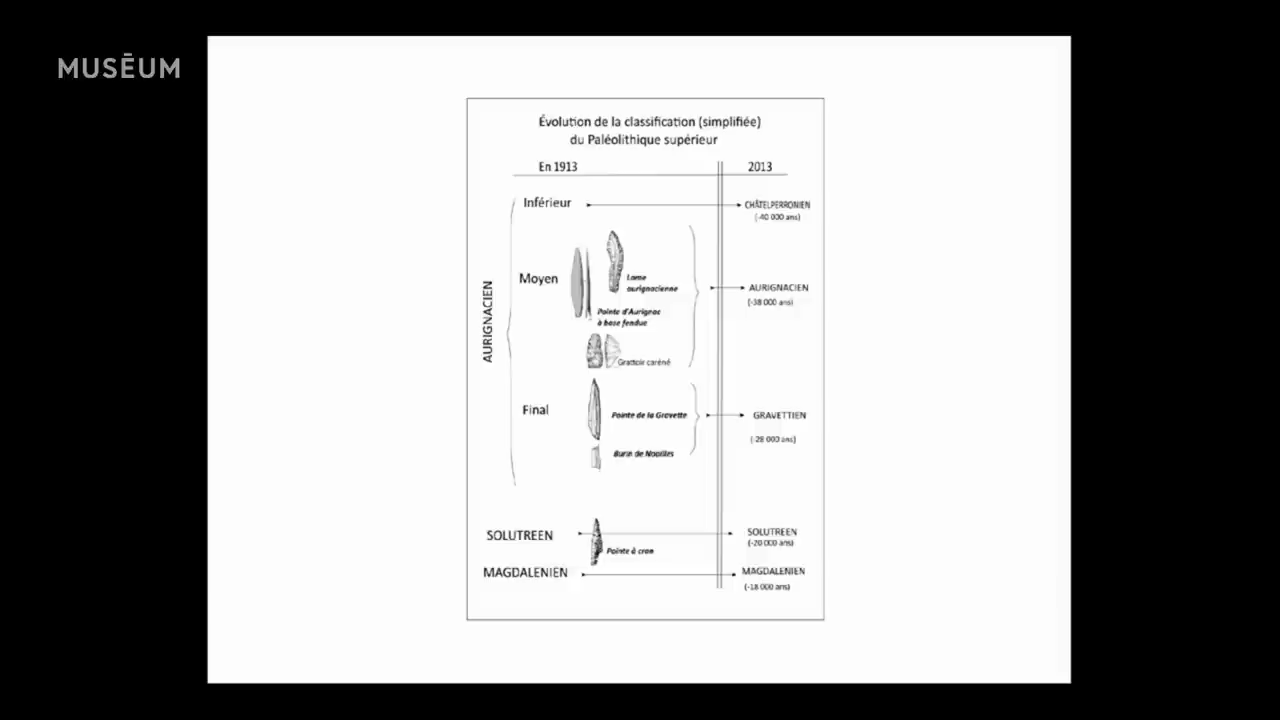 MUSĒUM
Évolution de la classification (simplifiée)
du Paléolithique supérieur
En 1913
2013
AURIGNACIEN
Inférieur
CHÂTELPERRONIEN
(-40 000 ans)
Moyen
Lame
aurignacienne
Pointe d'Aurignac
à base fendue
Grattoir caréné
AURIGNACIEN
(-38 000 ans)
Final
Pointe de la Gravette
Burin de Noailles
GRAVETTIEN
(-28 000 ans)
SOLUTREEN
Pointe à cran
SOLUTREEN
(-20 000 ans)
MAGDALENIEN
MAGDALENIEN
(-18 000 ans)